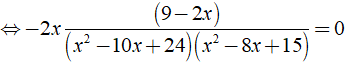 ⇔ -2x (9-2x)/((x²-10x+24)(x²-8x+15)) = 0